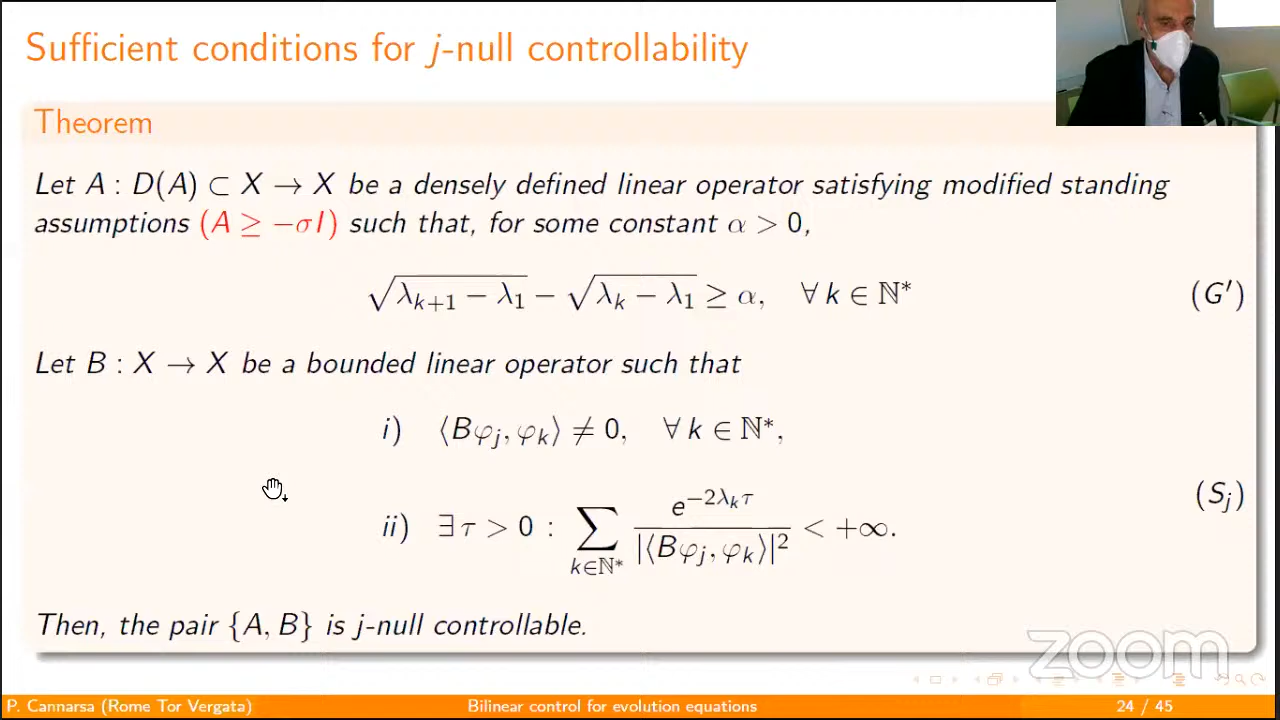 Sufficient conditions for j-null controllability
Theorem
Let A : D(A) ⊂ X → X be a densely defined linear operator satisfying modified standing
assumptions (A ≥ −σI) such that, for some constant α > 0,
√(λ_{k+1} − λ_1) − √(λ_k − λ_1) ≥ α, ∀ k ∈ ℕ* (G′)
Let B : X → X be a bounded linear operator such that
i) ⟨Bφ_j, φ_k⟩ ≠ 0, ∀ k ∈ ℕ*,
ii) ∃ τ > 0 : ∑_{k∈ℕ*} e^{−2λ_kτ} / |⟨Bφ_j, φ_k⟩|² < +∞. (S_j)
Then, the pair {A, B} is j-null controllable.
zoom
P. Cannarsa (Rome Tor Vergata) Bilinear control for evolution equations 24 / 45